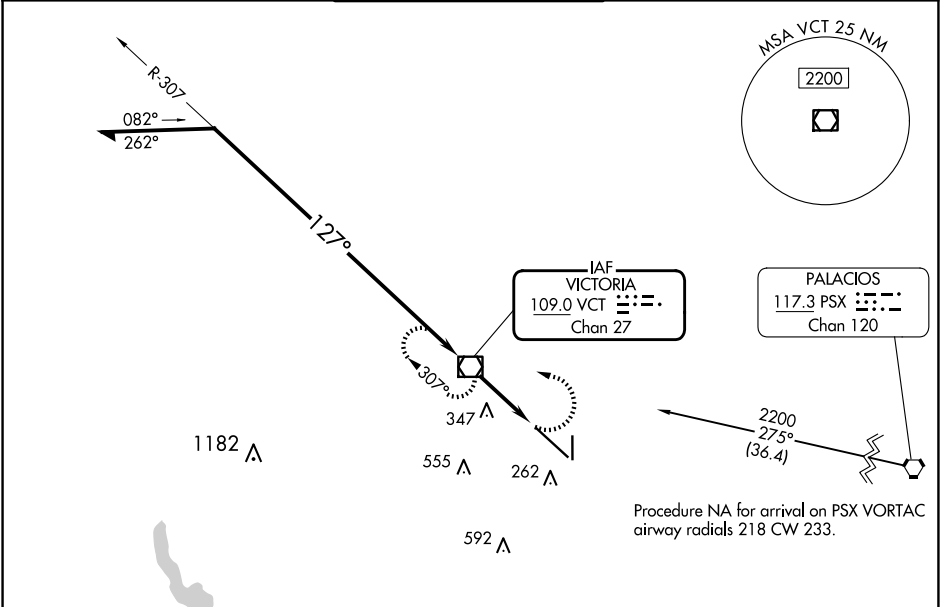 MSA VCT 25 NM
2200
R-307
082°
262°
127°
IAF
VICTORIA
109.0 VCT
Chan 27
PALACIOS
117.3 PSX
Chan 120
307°
347
2200
275°
(36.4)
1182
555
262
592
Procedure NA for arrival on PSX VORTAC
airway radials 218 CW 233.